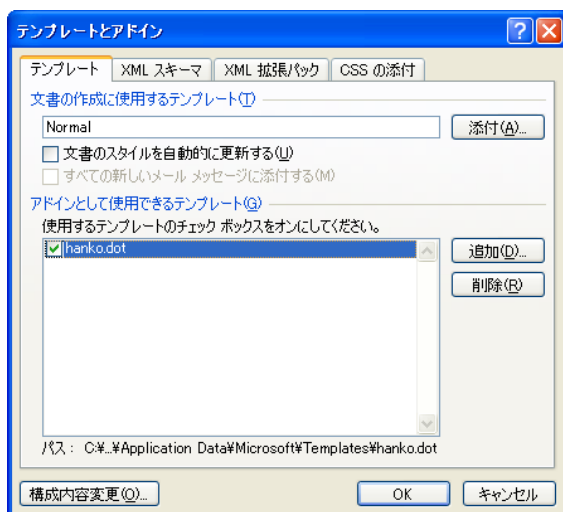 テンプレートとアドイン
テンプレート XML スキーマ XML 拡張パック CSS の添付
文書の作成に使用するテンプレート(T)
Normal 添付(A)...
文書のスタイルを自動的に更新する(U)
すべての新しいメール メッセージに添付する(M)
アドインとして使用できるテンプレート(G)
使用するテンプレートのチェック ボックスをオンにしてください。
hanko.dot 追加(D)...
削除(R)
パス : C:¥...¥Application Data¥Microsoft¥Templates¥hanko.dot
構成内容変更(O)... OK キャンセル